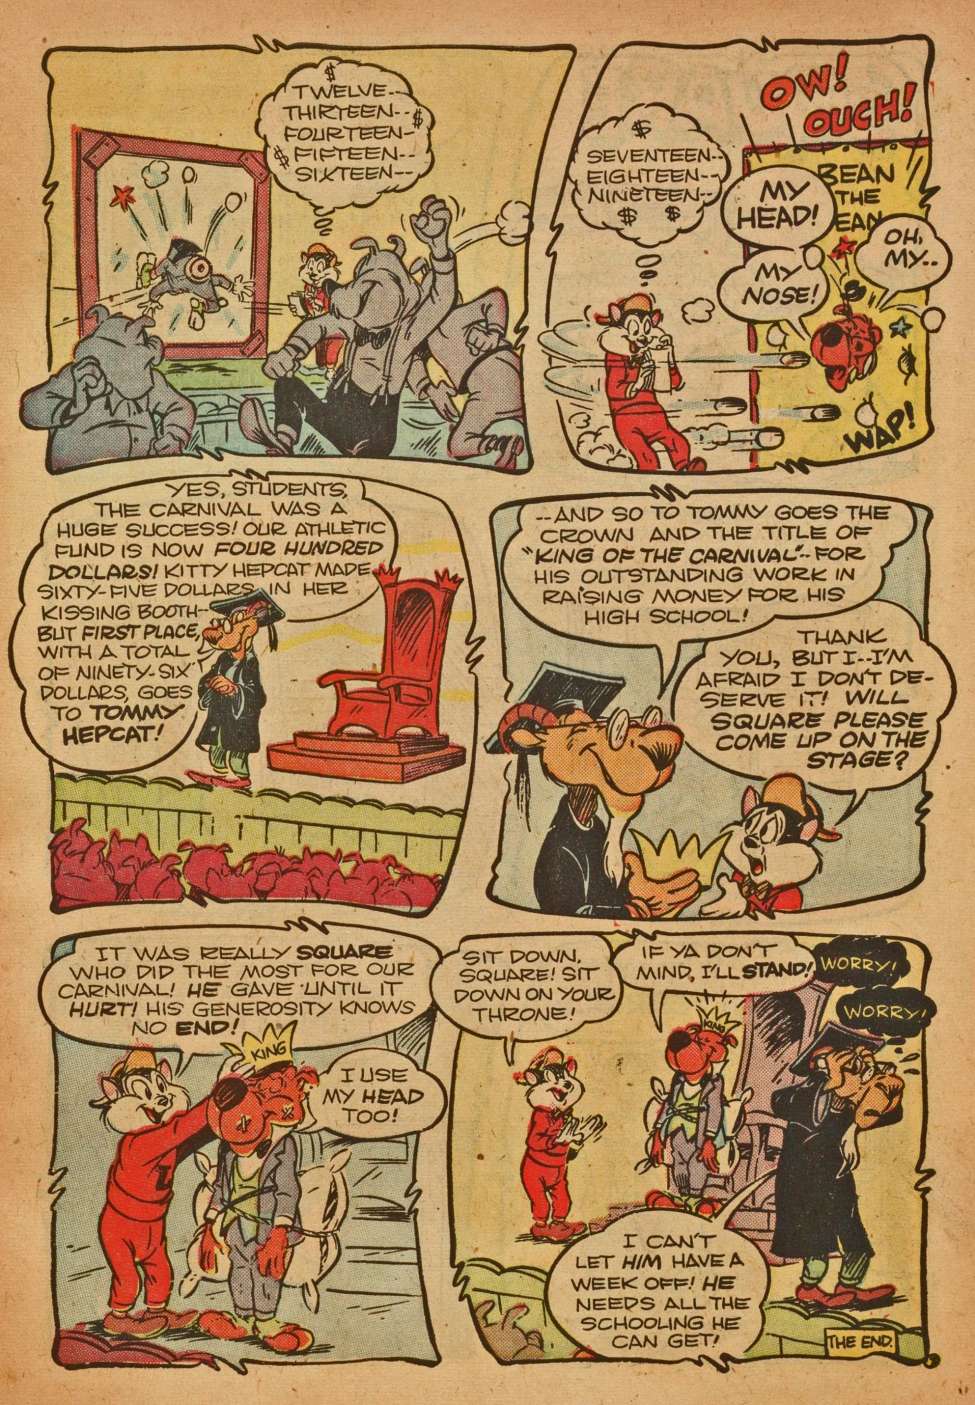 TWELVE--
THIRTEEN--
FOURTEEN--
FIFTEEN--
SIXTEEN--
SEVENTEEN--
EIGHTEEN--
NINETEEN--
OW!
OUCH!
BEAN
THE
EAN
MY
HEAD!
MY
NOSE!
OH,
MY..
WAP!
YES, STUDENTS,
THE CARNIVAL WAS A
HUGE SUCCESS! OUR ATHLETIC
FUND IS NOW FOUR HUNDRED
DOLLARS! KITTY HEPCAT MADE
SIXTY-FIVE DOLLARS IN HER
KISSING BOOTH--
BUT FIRST PLACE,
WITH A TOTAL
OF NINETY-SIX
DOLLARS, GOES
TO TOMMY
HEPCAT!
--AND SO TO TOMMY GOES THE
CROWN AND THE TITLE OF
"KING OF THE CARNIVAL"-- FOR
HIS OUTSTANDING WORK IN
RAISING MONEY FOR HIS
HIGH SCHOOL!
THANK
YOU, BUT I--I'M
AFRAID I DON'T DE-
SERVE IT! WILL
SQUARE PLEASE
COME UP ON THE
STAGE?
IT WAS REALLY SQUARE
WHO DID THE MOST FOR OUR
CARNIVAL! HE GAVE UNTIL IT
HURT! HIS GENEROSITY KNOWS
NO END!
KING
I USE
MY HEAD
TOO!
SIT DOWN,
SQUARE! SIT
DOWN ON YOUR
THRONE!
IF YA DON'T
MIND, I'LL STAND!
KING
WORRY!
WORRY!
I CAN'T
LET HIM HAVE A
WEEK OFF! HE
NEEDS ALL THE
SCHOOLING HE
CAN GET!
THE END.